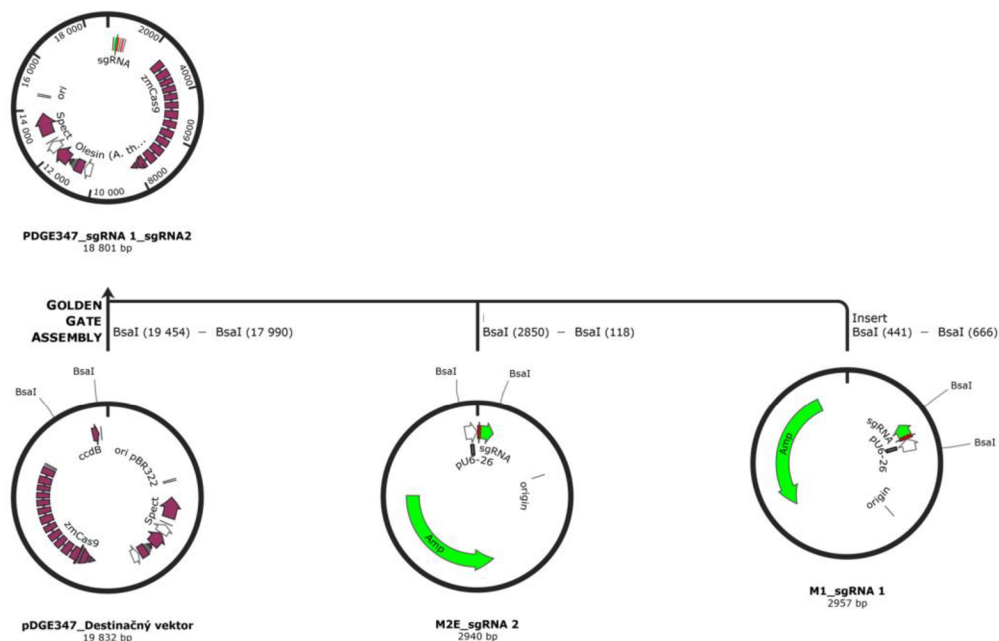 18 000
2000
sgRNA
16 000
4000
zmCas9
ori
14 000
Spect
6000
Olesin (A. th...
12 000
8000
10 000
PDGE347_sgRNA 1_sgRNA2
18 801 bp
GOLDEN
GATE
ASSEMBLY
BsaI (19 454) – BsaI (17 990)
BsaI (2850) – BsaI (118)
Insert
BsaI (441) – BsaI (666)
BsaI
BsaI
ccdB
ori pBR322
Spect
zmCas9
pDGE347_Destinačný vektor
19 832 bp
BsaI
BsaI
sgRNA
pU6-26
origin
Amp
M2E_sgRNA 2
2940 bp
BsaI
BsaI
sgRNA
pU6-26
Amp
origin
M1_sgRNA 1
2957 bp